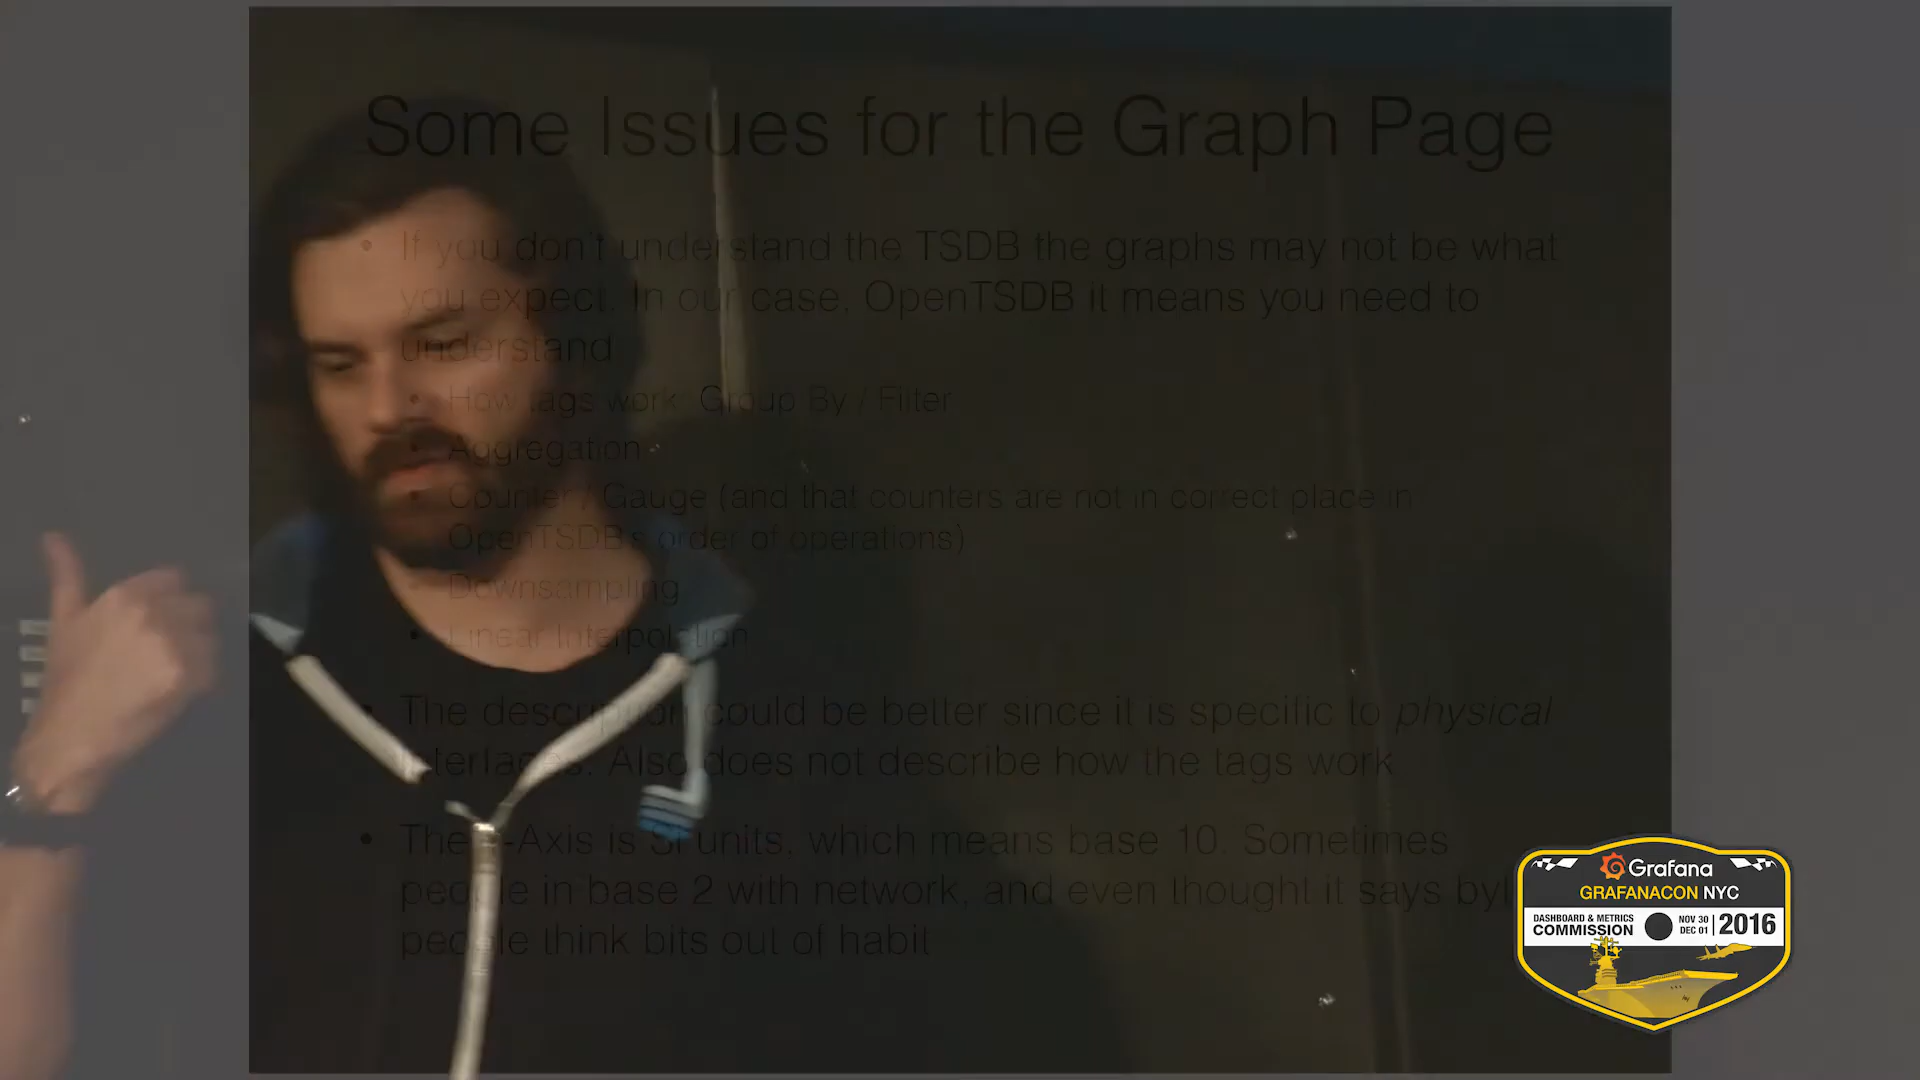 Some Issues for the Graph Page
• If you don't understand the TSDB the graphs may not be what
you expect. In our case, OpenTSDB it means you need to
understand
• How tags work: Group By / Filter
• Aggregation
• Counter / Gauge (and that counters are not in correct place in
OpenTSDB's order of operations)
Downsampling
• Linear Interpolation
• The description could be better since it is specific to physical
interfaces. Also does not describe how the tags work
• The Y-Axis is SI units, which means base 10. Sometimes
people in base 2 with network, and even thought it says
people think bits out of habit
Grafana
GRAFANACON NYC
DASHBOARD & METRICS
COMMISSION
NOV 30
DEC 01
2016